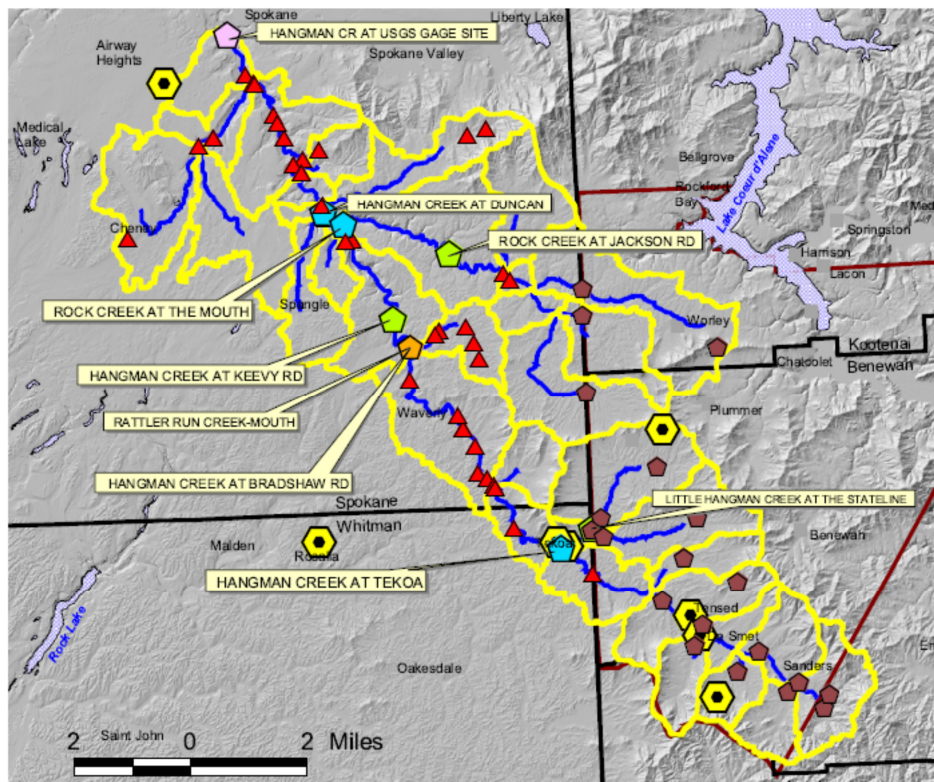 Spokane
Liberty Lake
HANGMAN CR AT USGS GAGE SITE
Airway
Heights
Spokane Valley
Medical
Lake
Bellgrove
Lake Coeur d'Alene
Rockford
Bay
HANGMAN CREEK AT DUNCAN
Med
Springston
Cheney
ROCK CREEK AT JACKSON RD
Harrison
Lacon
ROCK CREEK AT THE MOUTH
Spangle
Worley
Kootenai
Chatcolet
Benewah
HANGMAN CREEK AT KEEVY RD
RATTLER RUN CREEK-MOUTH
Waverly
Plummer
HANGMAN CREEK AT BRADSHAW RD
Spokane
LITTLE HANGMAN CREEK AT THE STATELINE
Whitman
Malden
Rosalia
Benewah
HANGMAN CREEK AT TEKOA
Tensed
De Smet
Rock Lake
Oakesdale
Sanders
Saint John
2 0 2 Miles